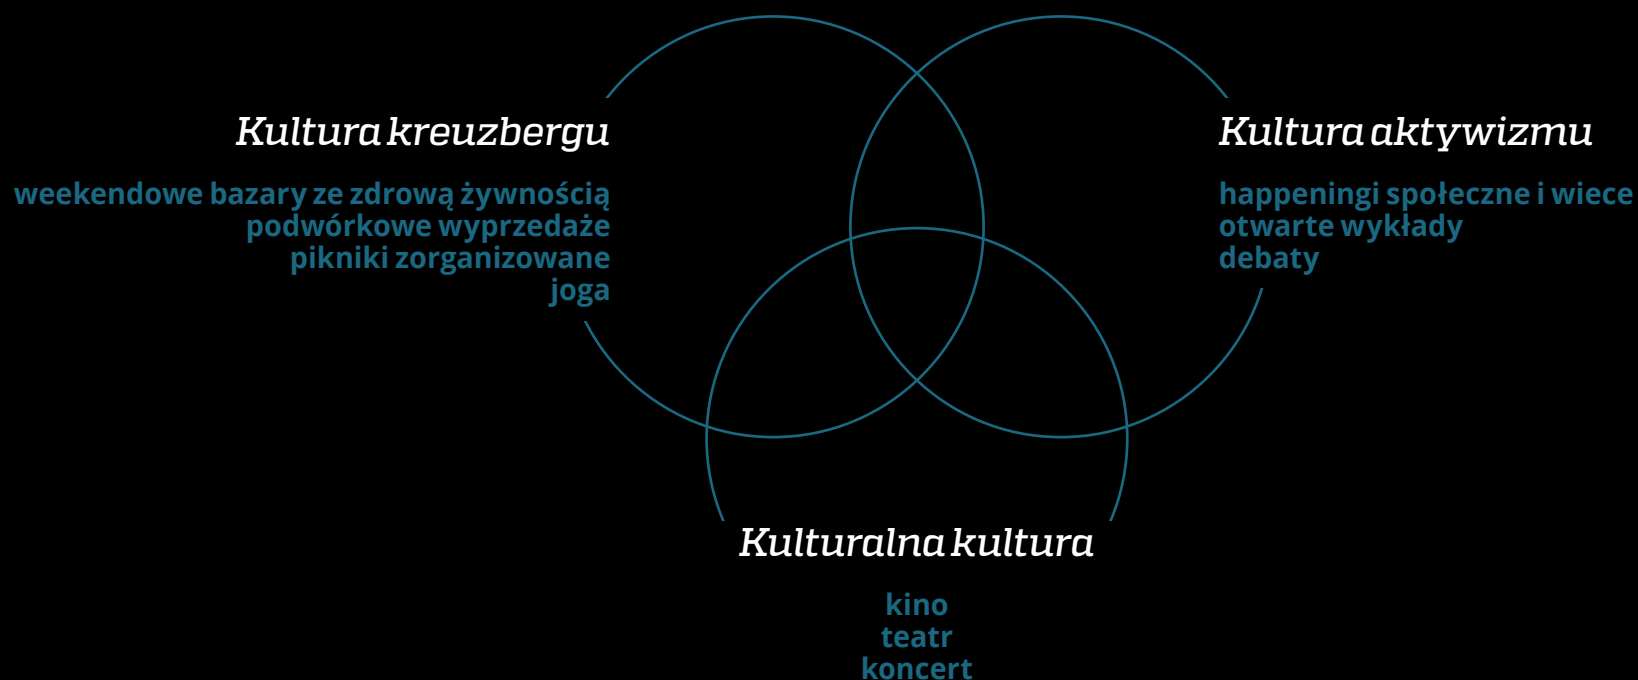 Kultura kreuzbergu
weekendowe bazary ze zdrową żywnością
podwórkowe wyprzedaże
pikniki zorganizowane
joga
Kultura aktywizmu
happeningi społeczne i wiece
otwarte wykłady
debaty
Kulturalna kultura
kino
teatr
koncert